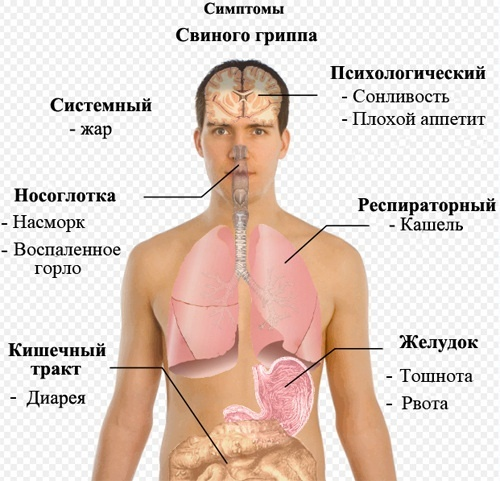 Симптомы
Свиного гриппа
Психологический
- Сонливость
- Плохой аппетит
Системный
- жар
Носоглотка
- Насморк
- Воспаленное
горло
Респираторный
- Кашель
Кишечный
тракт
- Диарея
Желудок
- Тошнота
- Рвота